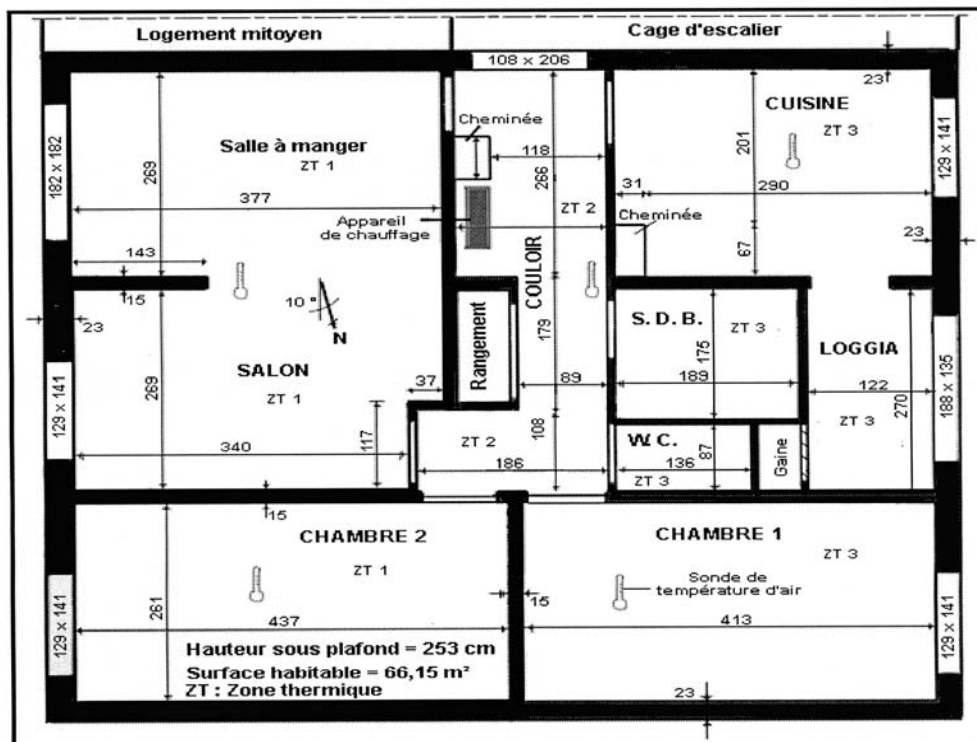 Logement mitoyen
Cage d'escalier
108 x 206
23
CUISINE
ZT 3
Cheminée
Salle à manger
ZT 1
182 x 182
269
377
118
266
201
129 x 141
31
290
ZT 2
Appareil
de chauffage
Cheminée
67
23
143
COULOIR
15
23
10 °
N
S. D. B.
ZT 3
175
189
LOGGIA
Rangement
179
SALON
ZT 1
269
37
89
122
270
188 x 135
129 x 141
340
117
ZT 2
108
186
W. C.
87
136
ZT 3
Gaine
ZT 3
15
CHAMBRE 2
ZT 1
CHAMBRE 1
ZT 3
129 x 141
261
437
15
Sonde de
température d'air
413
129 x 141
Hauteur sous plafond = 253 cm
Surface habitable = 66,15 m²
ZT : Zone thermique
23